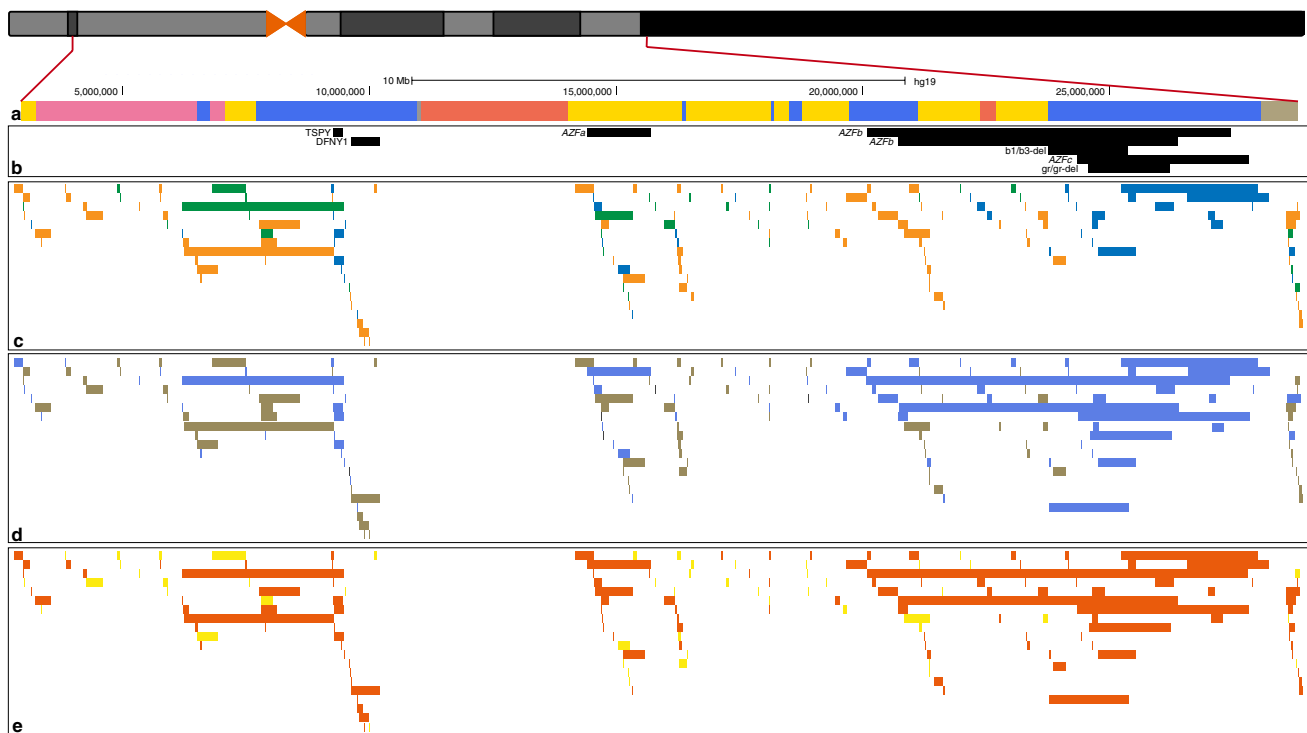 10 Mb hg19
5,000,000 10,000,000 15,000,000 20,000,000 25,000,000
a
TSPY AZFa AZFb
DFNY1 AZFb
b1/b3-del
AZFc
b gr/gr-del
c
d
e